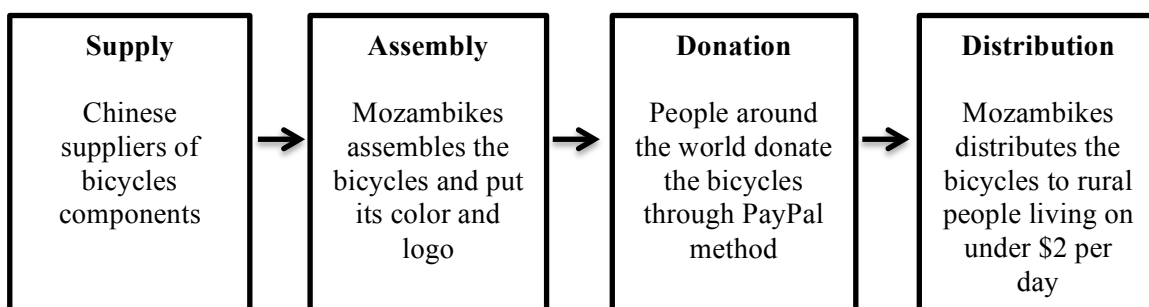 Supply
Chinese
suppliers of
bicycles
components
Assembly
Mozambikes
assembles the
bicycles and put
its color and
logo
Donation
People around
the world donate
the bicycles
through PayPal
method
Distribution
Mozambikes
distributes the
bicycles to rural
people living on
under $2 per
day